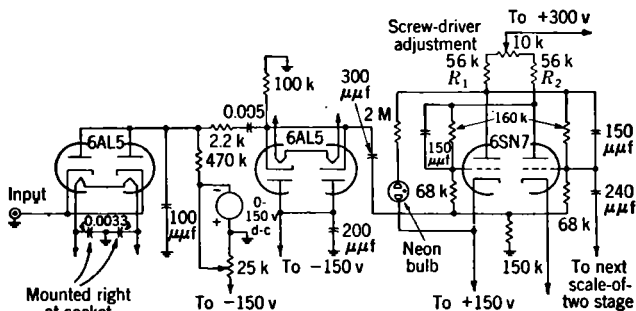 To +300 v
Screw-driver
adjustment
10 k
56 k
R₁
56 k
R₂
100 k
300
μμf
0.005
2 M
6AL5
2.2 k
470 k
6AL5
160 k
150
μμf
6SN7
150
μμf
Input
0.0033
100
μμf
0-
150 v
d-c
-
+
200
μμf
68 k
68 k
240
μμf
Neon
bulb
25 k
To −150 v
150 k
To next
scale-of-
two stage
Mounted right
at socket
To −150 v
To +150 v